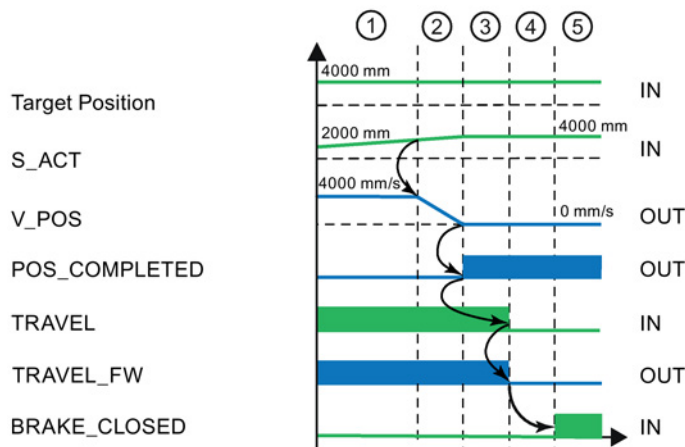 ① ② ③ ④ ⑤
4000 mm
Target Position IN
2000 mm 4000 mm
S_ACT IN
4000 mm/s
V_POS 0 mm/s OUT
POS_COMPLETED OUT
TRAVEL IN
TRAVEL_FW OUT
BRAKE_CLOSED IN